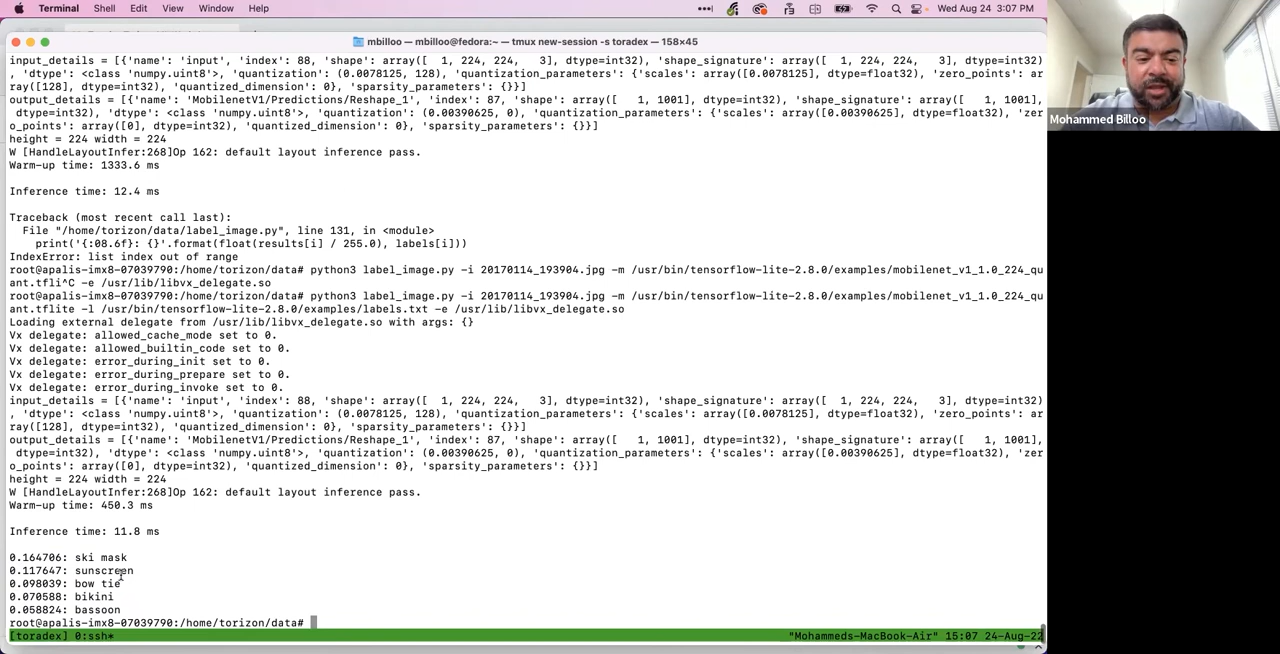 Terminal Shell Edit View Window Help Wed Aug 24 3:07 PM
mbilloo — mbilloo@fedora:~ — tmux new-session -s toradex — 158×45
input_details = [{'name': 'input', 'index': 88, 'shape': array([ 1, 224, 224, 3], dtype=int32), 'shape_signature': array([ 1, 224, 224, 3], dtype=int32)
, 'dtype': <class 'numpy.uint8'>, 'quantization': (0.0078125, 128), 'quantization_parameters': {'scales': array([0.0078125], dtype=float32), 'zero_points': ar
ray([128], dtype=int32), 'quantized_dimension': 0}, 'sparsity_parameters': {}}]
output_details = [{'name': 'MobilenetV1/Predictions/Reshape_1', 'index': 87, 'shape': array([ 1, 1001], dtype=int32), 'shape_signature': array([ 1, 1001],
dtype=int32), 'dtype': <class 'numpy.uint8'>, 'quantization': (0.00390625, 0), 'quantization_parameters': {'scales': array([0.00390625], dtype=float32), 'zer
o_points': array([0], dtype=int32), 'quantized_dimension': 0}, 'sparsity_parameters': {}}]
height = 224 width = 224
W [HandleLayoutInfer:268]Op 162: default layout inference pass.
Warm-up time: 1333.6 ms
Inference time: 12.4 ms
Traceback (most recent call last):
File "/home/torizon/data/label_image.py", line 131, in <module>
print('{:08.6f}: {}'.format(float(results[i] / 255.0), labels[i]))
IndexError: list index out of range
root@apalis-imx8-07039790:/home/torizon/data# python3 label_image.py -i 20170114_193904.jpg -m /usr/bin/tensorflow-lite-2.8.0/examples/mobilenet_v1_1.0_224_qu
ant.tfli^C -e /usr/lib/libvx_delegate.so
root@apalis-imx8-07039790:/home/torizon/data# python3 label_image.py -i 20170114_193904.jpg -m /usr/bin/tensorflow-lite-2.8.0/examples/mobilenet_v1_1.0_224_qu
ant.tflite -l /usr/bin/tensorflow-lite-2.8.0/examples/labels.txt -e /usr/lib/libvx_delegate.so
Loading external delegate from /usr/lib/libvx_delegate.so with args: {}
Vx delegate: allowed_cache_mode set to 0.
Vx delegate: allowed_builtin_code set to 0.
Vx delegate: error_during_init set to 0.
Vx delegate: error_during_prepare set to 0.
Vx delegate: error_during_invoke set to 0.
input_details = [{'name': 'input', 'index': 88, 'shape': array([ 1, 224, 224, 3], dtype=int32), 'shape_signature': array([ 1, 224, 224, 3], dtype=int32)
, 'dtype': <class 'numpy.uint8'>, 'quantization': (0.0078125, 128), 'quantization_parameters': {'scales': array([0.0078125], dtype=float32), 'zero_points': ar
ray([128], dtype=int32), 'quantized_dimension': 0}, 'sparsity_parameters': {}}]
output_details = [{'name': 'MobilenetV1/Predictions/Reshape_1', 'index': 87, 'shape': array([ 1, 1001], dtype=int32), 'shape_signature': array([ 1, 1001],
dtype=int32), 'dtype': <class 'numpy.uint8'>, 'quantization': (0.00390625, 0), 'quantization_parameters': {'scales': array([0.00390625], dtype=float32), 'zer
o_points': array([0], dtype=int32), 'quantized_dimension': 0}, 'sparsity_parameters': {}}]
height = 224 width = 224
W [HandleLayoutInfer:268]Op 162: default layout inference pass.
Warm-up time: 450.3 ms
Inference time: 11.8 ms
0.164706: ski mask
0.117647: sunscreen
0.098039: bow tie
0.070588: bikini
0.058824: bassoon
root@apalis-imx8-07039790:/home/torizon/data#
[toradex] 0:ssh* "Mohammeds-MacBook-Air" 15:07 24-Aug-22
Mohammed Billoo